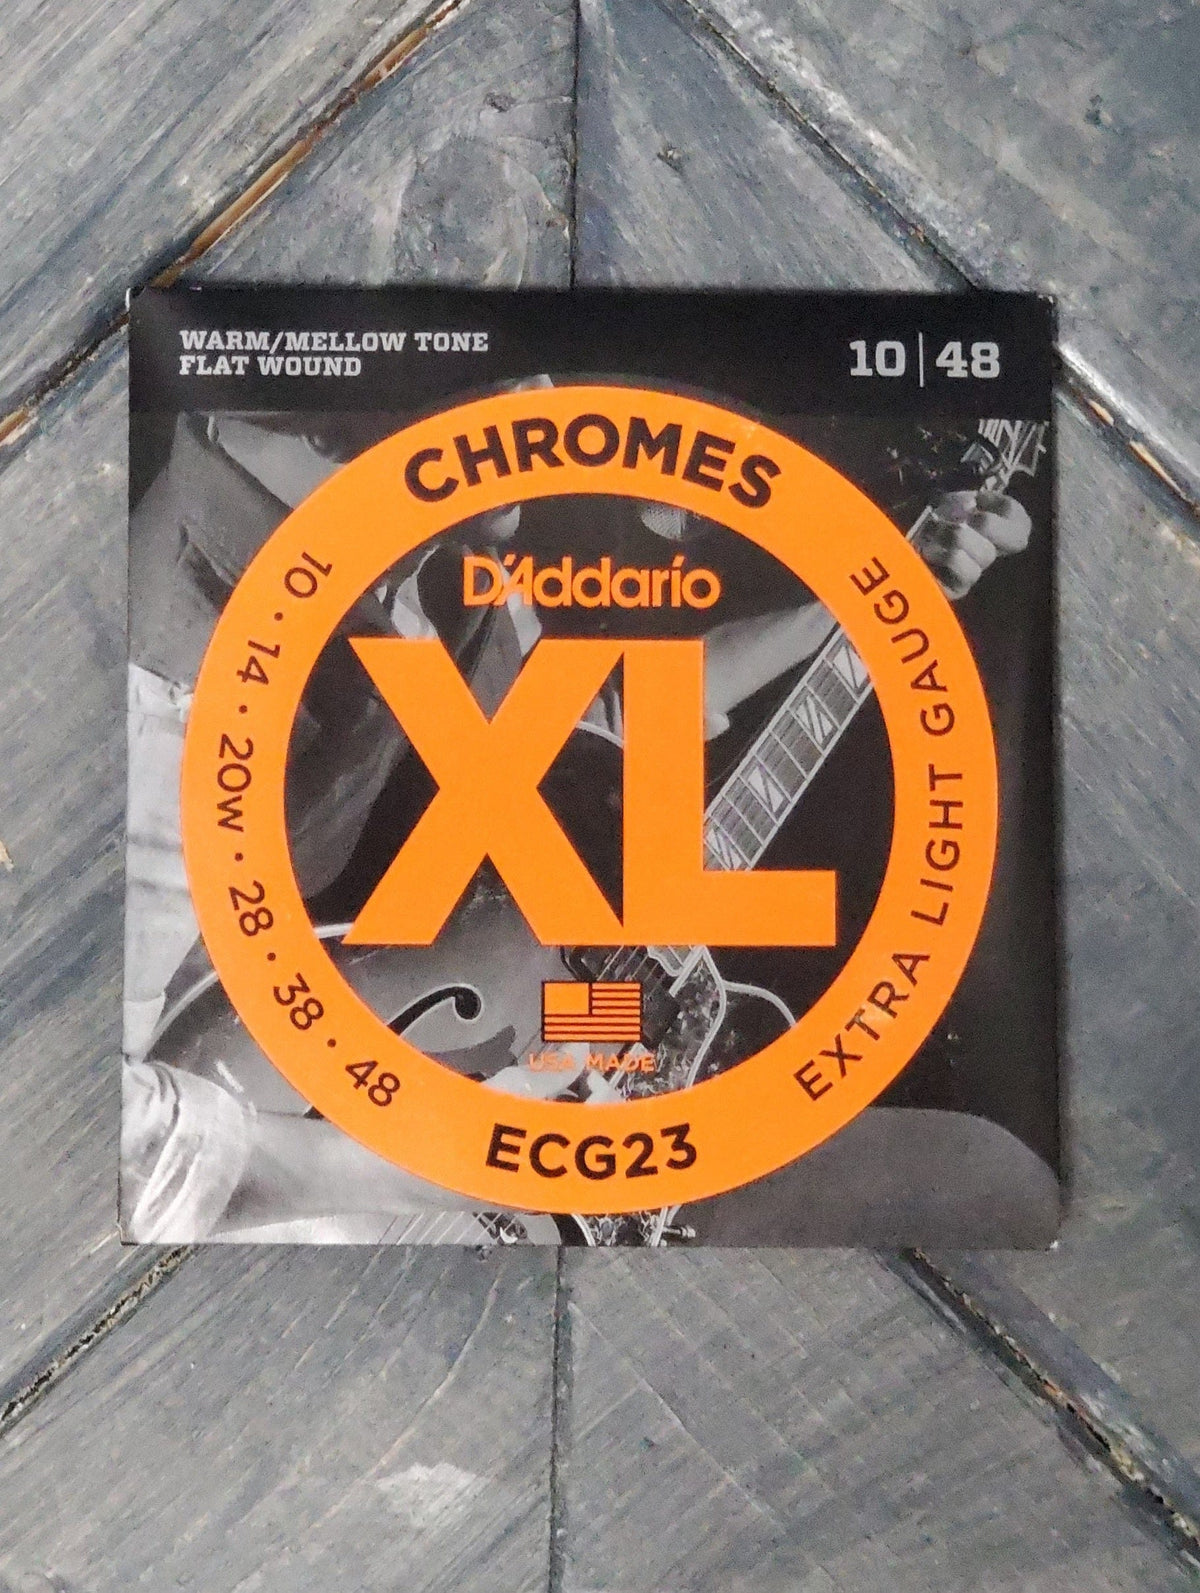 WARM/MELLOW TONE
FLAT WOUND
10 | 48
CHROMES
D'Addario
XL
USA MADE
10 · 14 · 20W · 28 · 38 · 48
EXTRA LIGHT GAUGE
ECG23